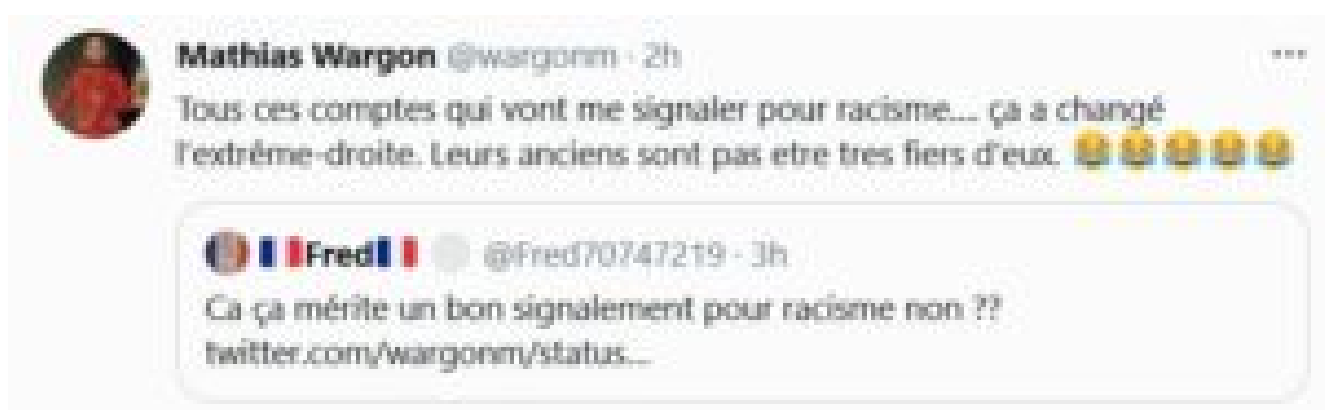 Mathias Wargon @wargonm · 2h
Tous ces comptes qui vont me signaler pour racisme... ça a changé
l'extrême-droite. Leurs anciens sont pas etre tres fiers d'eux. 😂😂😂😂😂
🇫🇷Fred🇫🇷 @Fred70747219 · 3h
Ca ça mérite un bon signalement pour racisme non ??
twitter.com/wargonm/status...